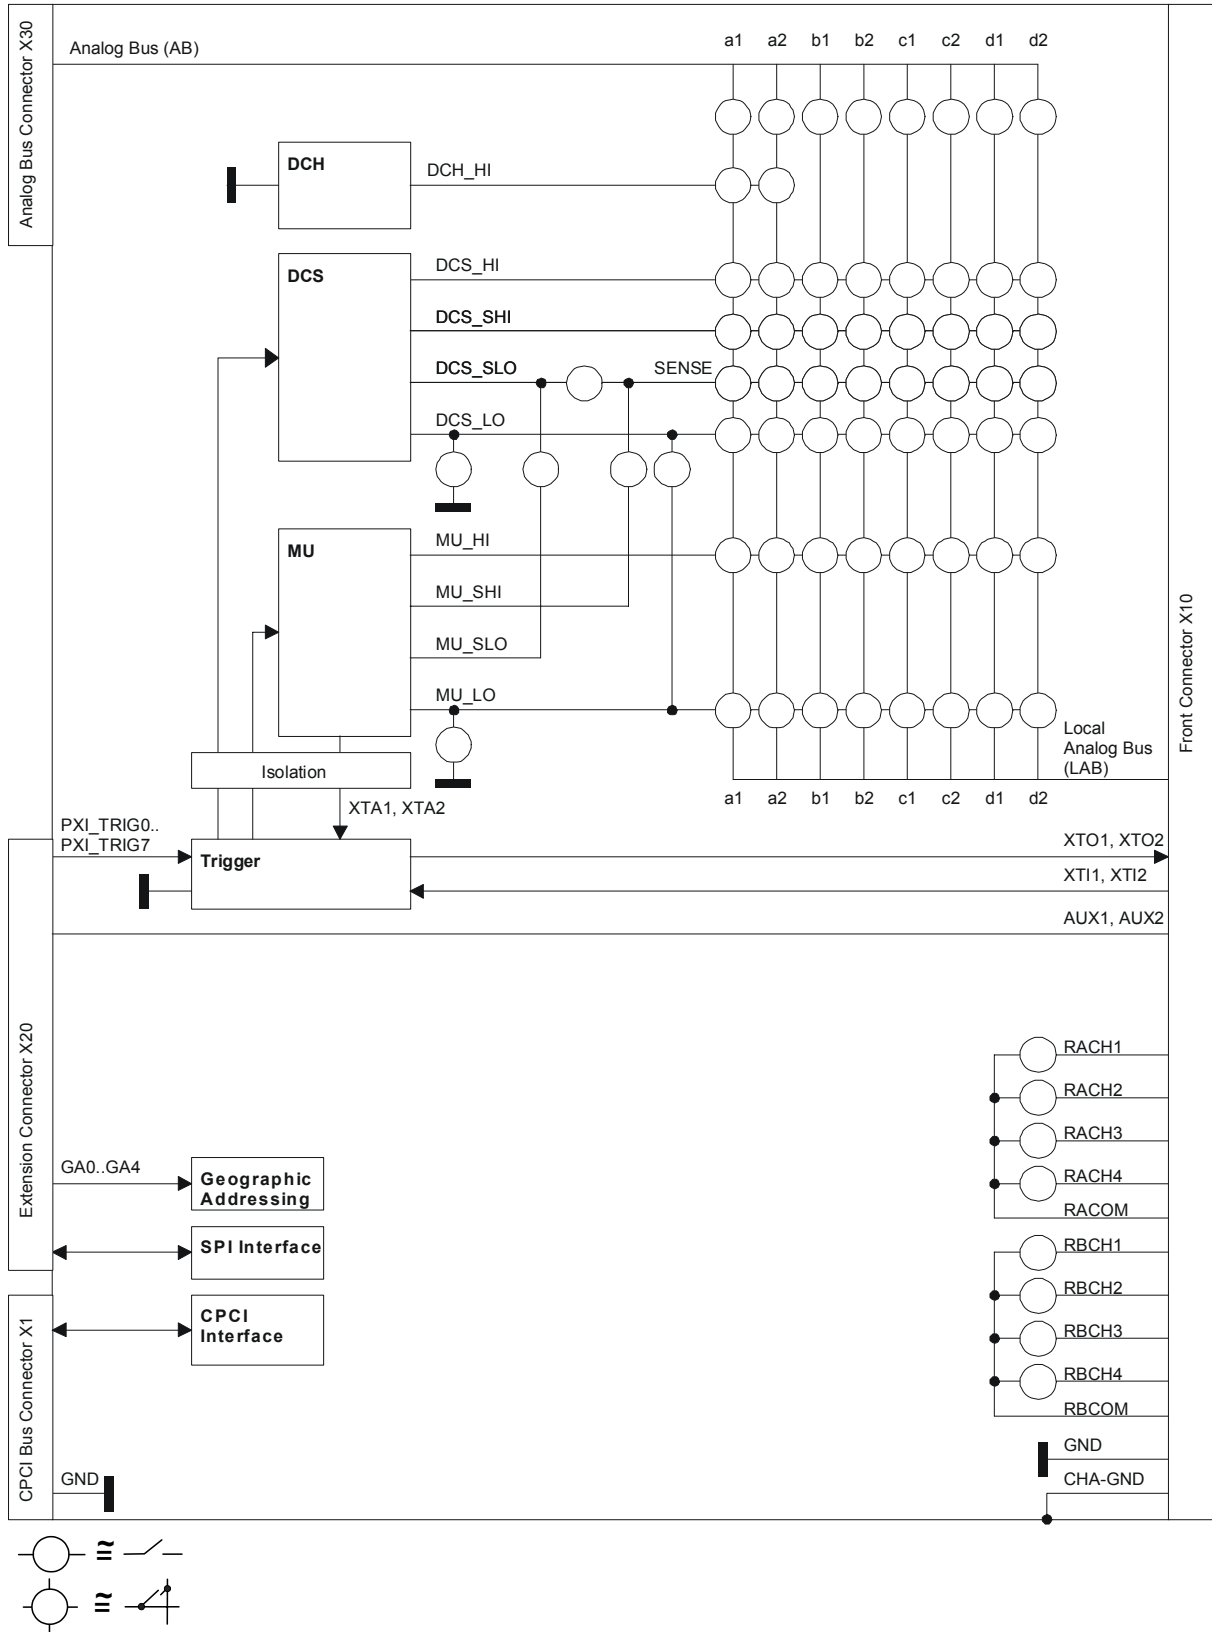 Analog Bus Connector X30
Analog Bus (AB)
a1 a2 b1 b2 c1 c2 d1 d2
DCH
DCH_HI
DCS
DCS_HI
DCS_SHI
DCS_SLO
SENSE
DCS_LO
MU
MU_HI
MU_SHI
MU_SLO
MU_LO
Local
Analog Bus
(LAB)
Front Connector X10
Isolation
a1 a2 b1 b2 c1 c2 d1 d2
XTA1, XTA2
PXI_TRIG0..
PXI_TRIG7
Trigger
XTO1, XTO2
XTI1, XTI2
AUX1, AUX2
Extension Connector X20
RACH1
RACH2
RACH3
RACH4
RACOM
GA0..GA4
Geographic
Addressing
SPI Interface
RBCH1
RBCH2
RBCH3
RBCH4
RBCOM
CPCI Bus Connector X1
CPCI
Interface
GND
CHA-GND
GND
≅
≅